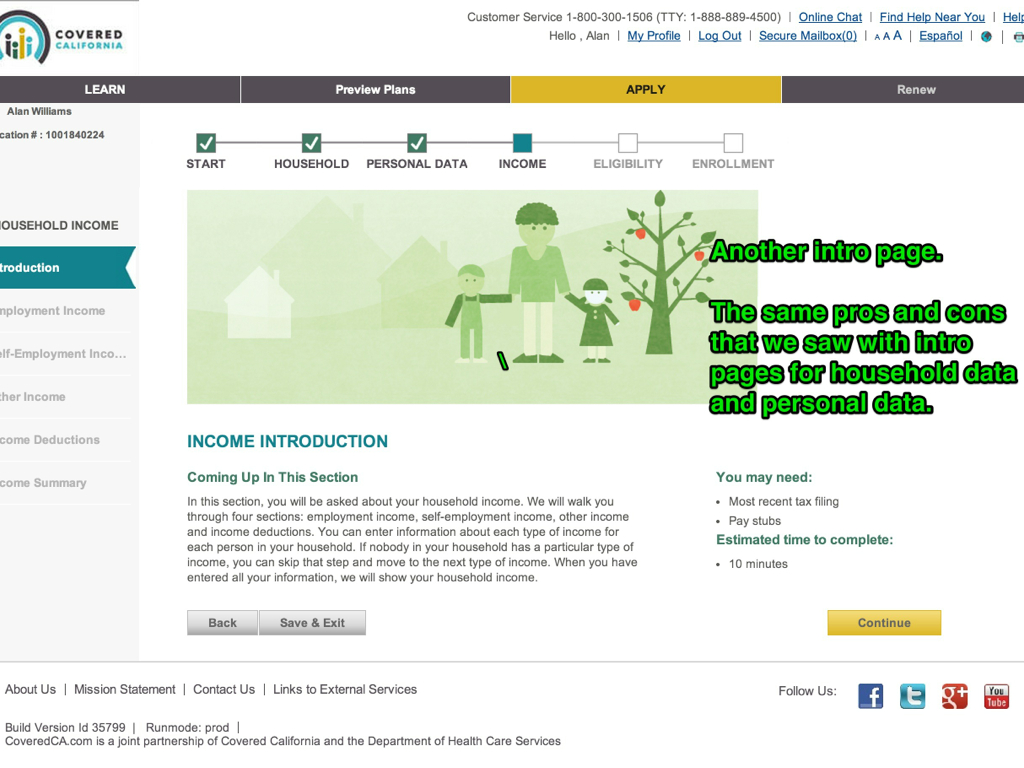 Customer Service 1-800-300-1506 (TTY: 1-888-889-4500) | Online Chat | Find Help Near You | Help
Hello , Alan | My Profile | Log Out | Secure Mailbox(0) | A A A | Español |
COVERED
CALIFORNIA
LEARN
Preview Plans
APPLY
Renew
Alan Williams
cation # : 1001840224
START
HOUSEHOLD
PERSONAL DATA
INCOME
ELIGIBILITY
ENROLLMENT
OUSEHOLD INCOME
troduction
mployment Income
elf-Employment Inco...
ther Income
come Deductions
come Summary
Another intro page.
The same pros and cons
that we saw with intro
pages for household data
and personal data.
\
INCOME INTRODUCTION
Coming Up In This Section
In this section, you will be asked about your household income. We will walk you
through four sections: employment income, self-employment income, other income
and income deductions. You can enter information about each type of income for
each person in your household. If nobody in your household has a particular type of
income, you can skip that step and move to the next type of income. When you have
entered all your information, we will show your household income.
You may need:
• Most recent tax filing
• Pay stubs
Estimated time to complete:
• 10 minutes
Back
Save & Exit
Continue
About Us | Mission Statement | Contact Us | Links to External Services
Follow Us:
f
t
g+
You
Tube
Build Version Id 35799 | Runmode: prod |
CoveredCA.com is a joint partnership of Covered California and the Department of Health Care Services